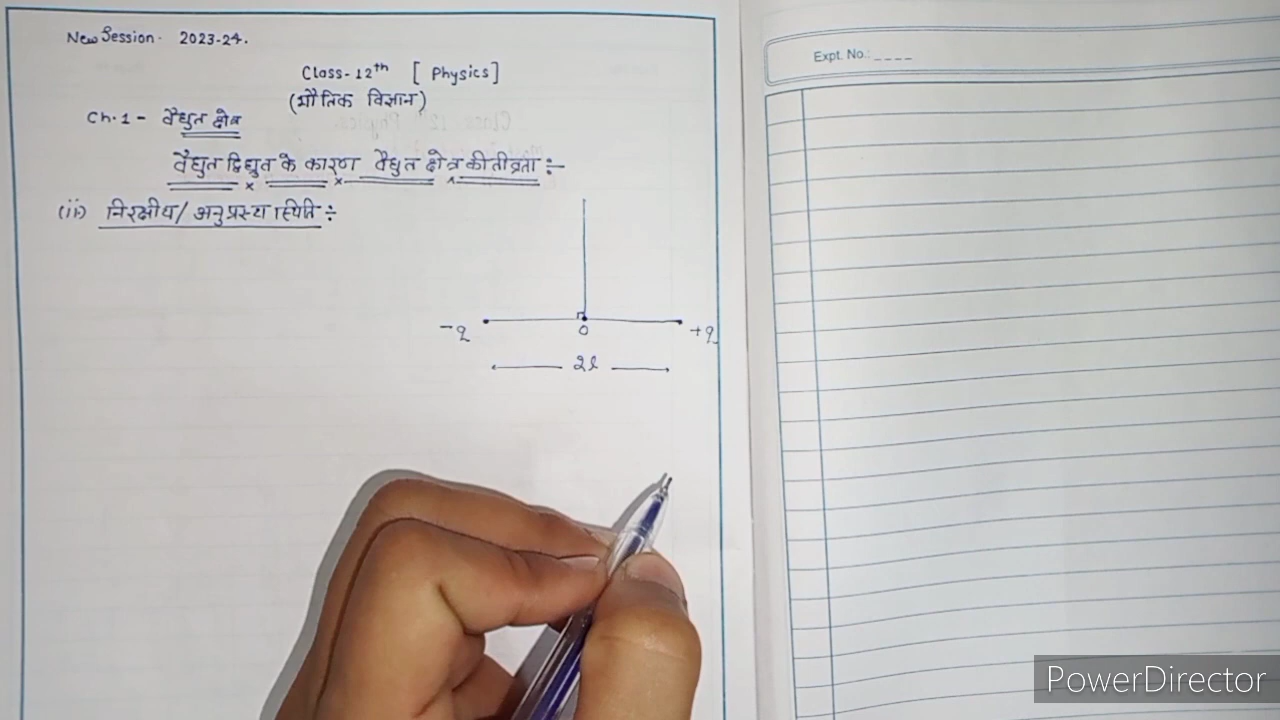 New Session. 2023-24.
Class-12th [Physics]
(भौतिक विज्ञान)
Ch.1- वैधुत क्षेत्र
वैधुत द्विध्रुव के कारण वैधुत क्षेत्र की तीव्रता :-
(ii) निरक्षीय/अनुप्रस्थ स्थिति ÷
-q
O
+q
2l
Expt. No.: ____
PowerDirector